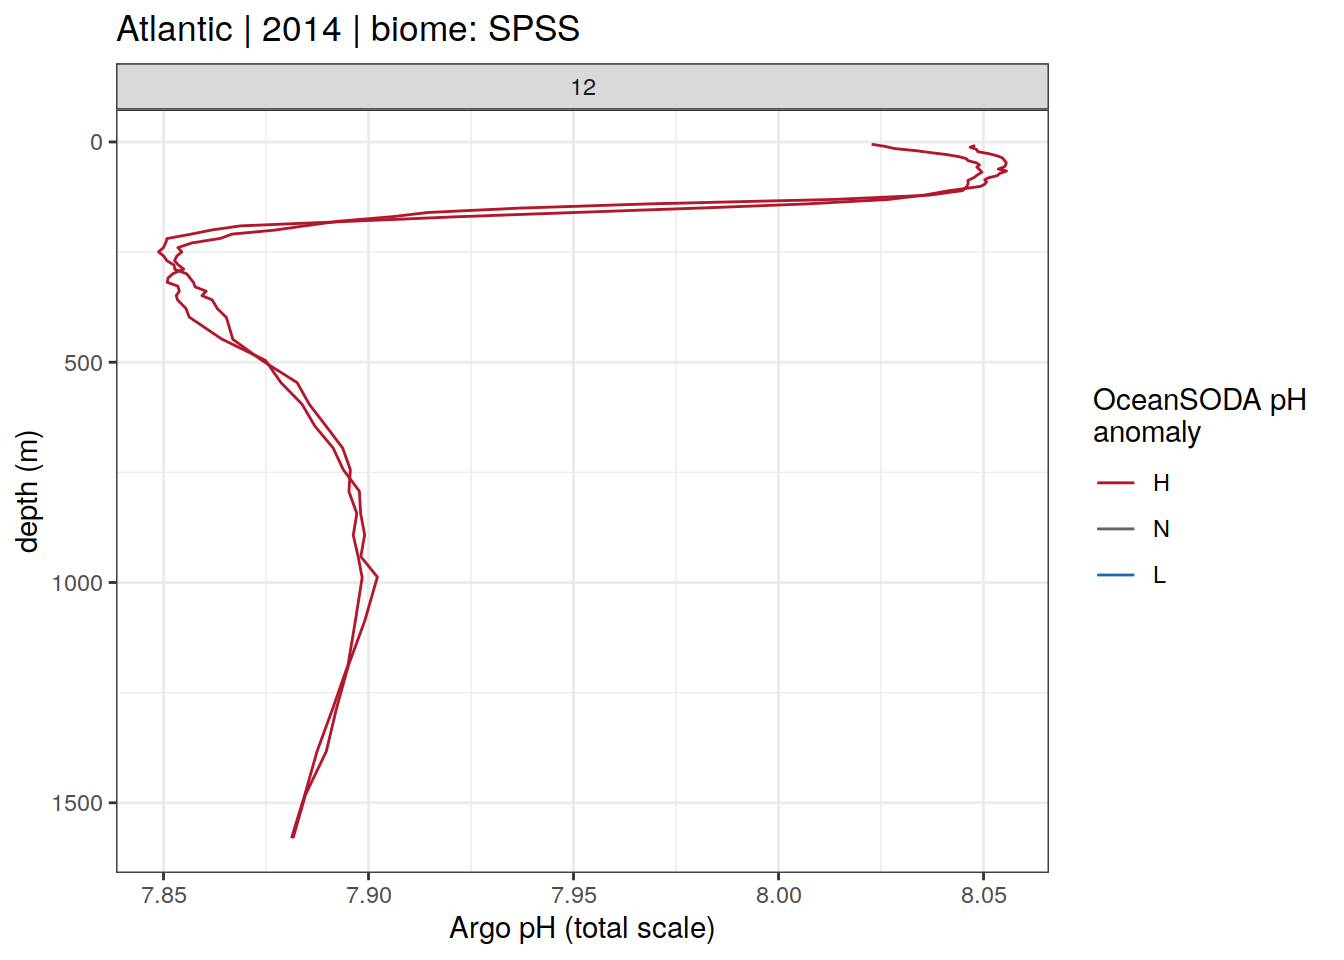 Atlantic | 2014 | biome: SPSS
12
0
500
1000
1500
depth (m)
7.85 7.90 7.95 8.00 8.05
Argo pH (total scale)
OceanSODA pH
anomaly
H
N
L